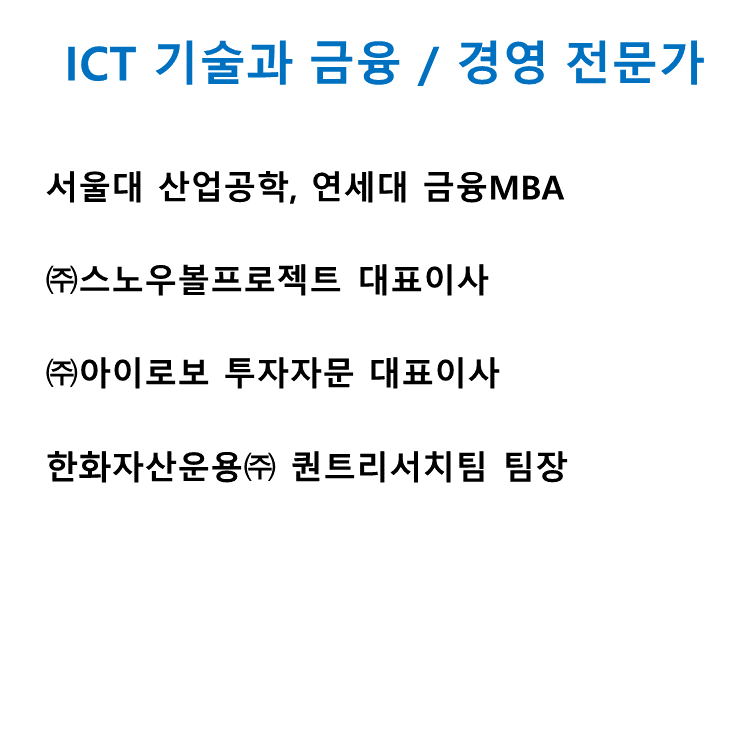 ICT 기술과 금융 / 경영 전문가
서울대 산업공학, 연세대 금융MBA
㈜스노우볼프로젝트 대표이사
㈜아이로보 투자자문 대표이사
한화자산운용㈜ 퀀트리서치팀 팀장